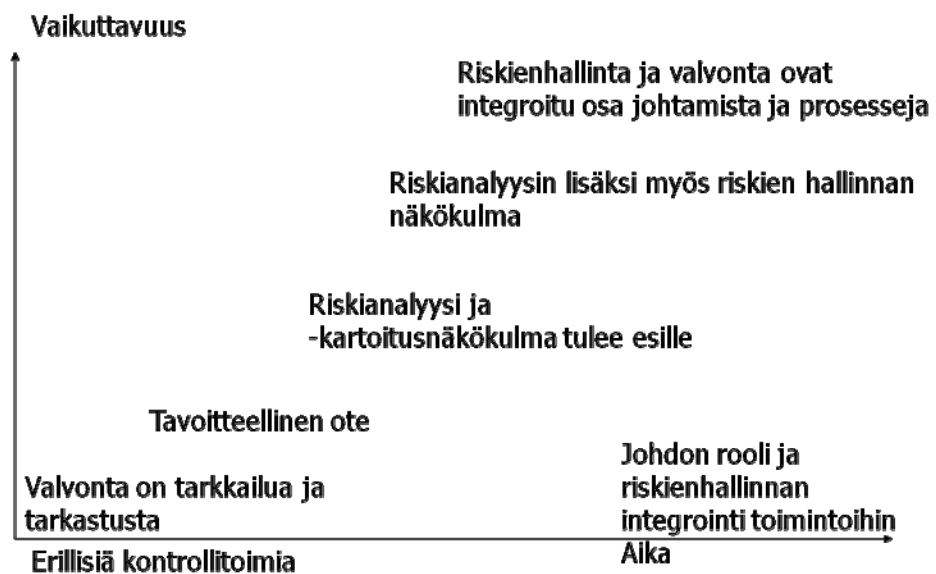 Vaikuttavuus
Riskienhallinta ja valvonta ovat
integroitu osa johtamista ja prosesseja
Riskianalyysin lisäksi myös riskien hallinnan
näkökulma
Riskianalyysi ja
-kartoitusnäkökulma tulee esille
Tavoitteellinen ote
Valvonta on tarkkailua ja
tarkastusta
Johdon rooli ja
riskienhallinnan
integrointi toimintoihin
Aika
Erillisiä kontrollitoimia